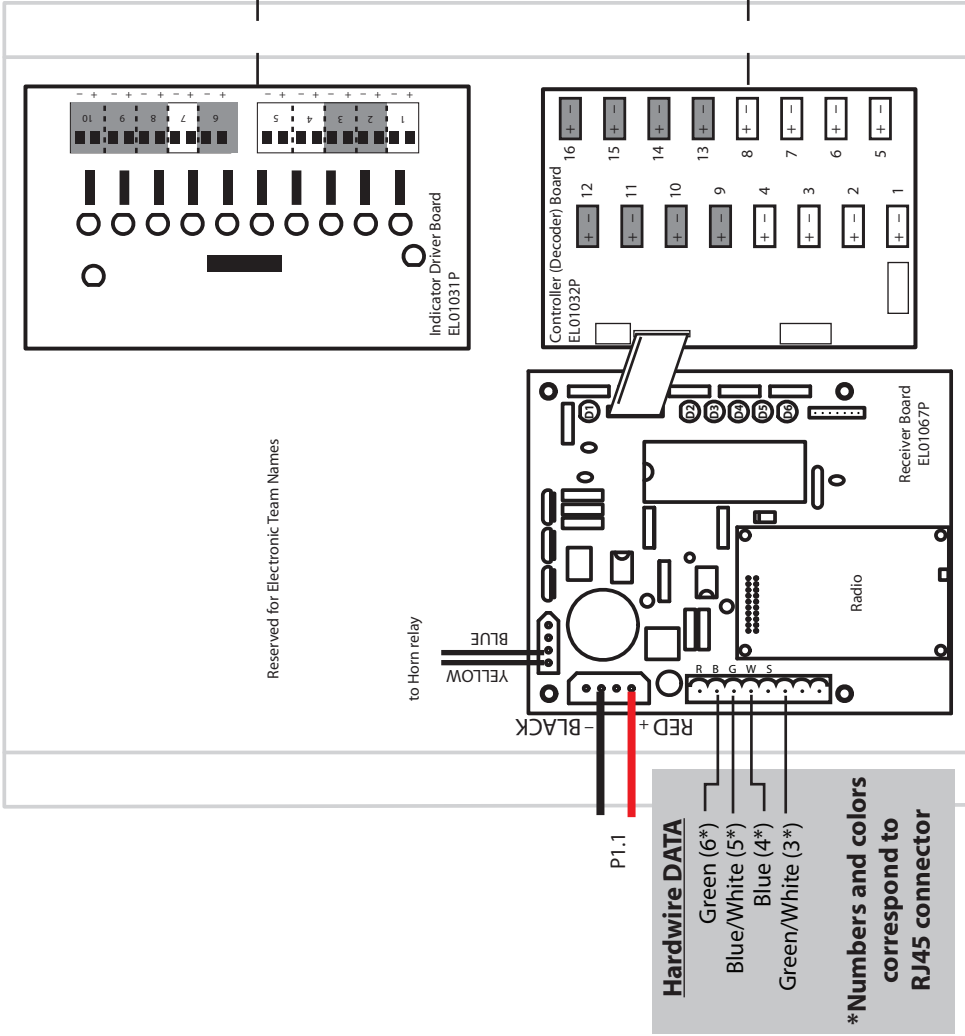 - + - + - + - + - +
10 9 8 7 6
- + - + - + - + - +
5 4 3 2 1
Indicator Driver Board
EL01031P
+ - + - + - + - + - + - + - + -
16 15 14 13 8 7 6 5
12 11 10 9 4 3 2 1
+ - + - + - + - + - + - + - + -
Controller (Decoder) Board
EL01032P
Reserved for Electronic Team Names
to Horn relay
BLUE
YELLOW
D1
D2
D3
D4
D5
D6
Receiver Board
EL01067P
Radio
R B G W S
- BLACK
RED +
P1.1
Hardwire DATA
Green (6*)
Blue/White (5*)
Blue (4*)
Green/White (3*)
*Numbers and colors
correspond to
RJ45 connector